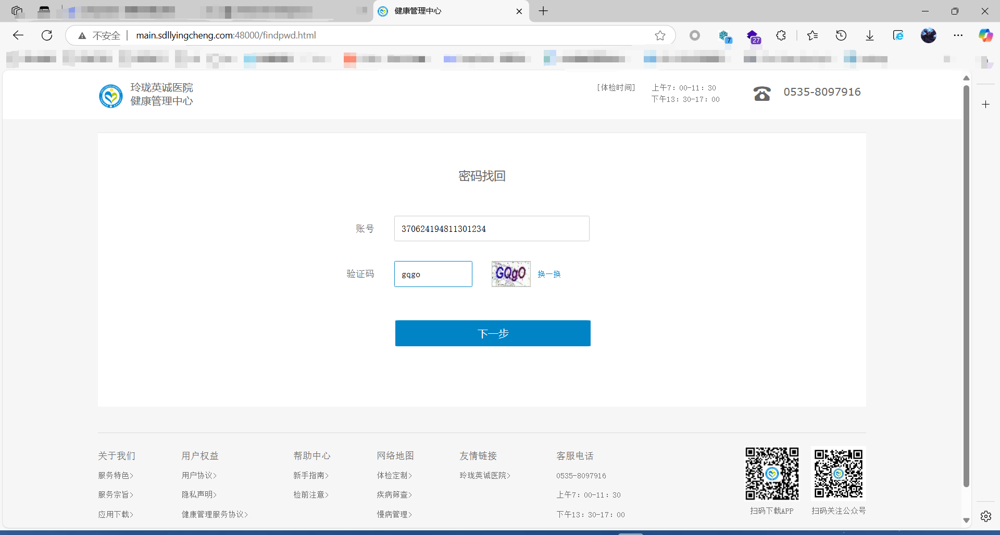 健康管理中心
不安全
main.sdllyingcheng.com:48000/findpwd.html
7
27
玲珑英诚医院
健康管理中心
[体检时间]
上午7：00-11：30
下午13：30-17：00
0535-8097916
密码找回
账号
370624194811301234
验证码
gqgo
GQgO
换一换
下一步
关于我们
服务特色>
服务宗旨>
应用下载>
用户权益
用户协议>
隐私声明>
健康管理服务协议>
帮助中心
新手指南>
检前注意>
网络地图
体检定制>
疾病筛查>
慢病管理>
友情链接
玲珑英诚医院>
客服电话
0535-8097916
上午7：00-11：30
下午13：30-17：00
扫码下载APP
扫码关注公众号